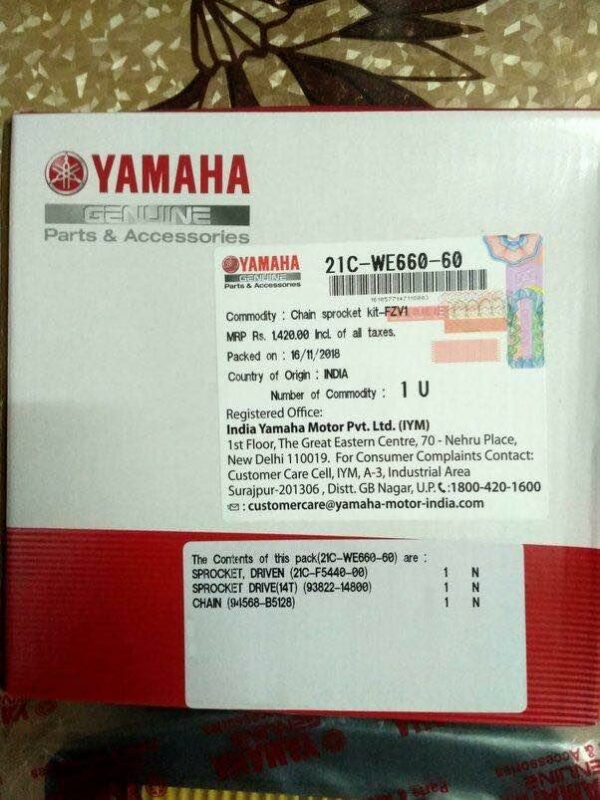 YAMAHA
GENUINE
Parts & Accessories
YAMAHA
GENUINE
Parts & Accessories
21C-WE660-60
Commodity : Chain sprocket kit-FZV1
MRP Rs. 1,420.00 Incl. of all taxes.
Packed on : 16/11/2018
Country of Origin : INDIA
Number of Commodity : 1 U
Registered Office:
India Yamaha Motor Pvt. Ltd. (IYM)
1st Floor, The Great Eastern Centre, 70 - Nehru Place,
New Delhi 110019. For Consumer Complaints Contact:
Customer Care Cell, IYM, A-3, Industrial Area
Surajpur-201306 , Distt. GB Nagar, U.P. :1800-420-1600
: customercare@yamaha-motor-india.com
The Contents of this pack(21C-WE660-60) are :
SPROCKET, DRIVEN (21C-F5440-00) 1 N
SPROCKET DRIVE(14T) (93822-14800) 1 N
CHAIN (94568-B5128) 1 N
YAMAHA